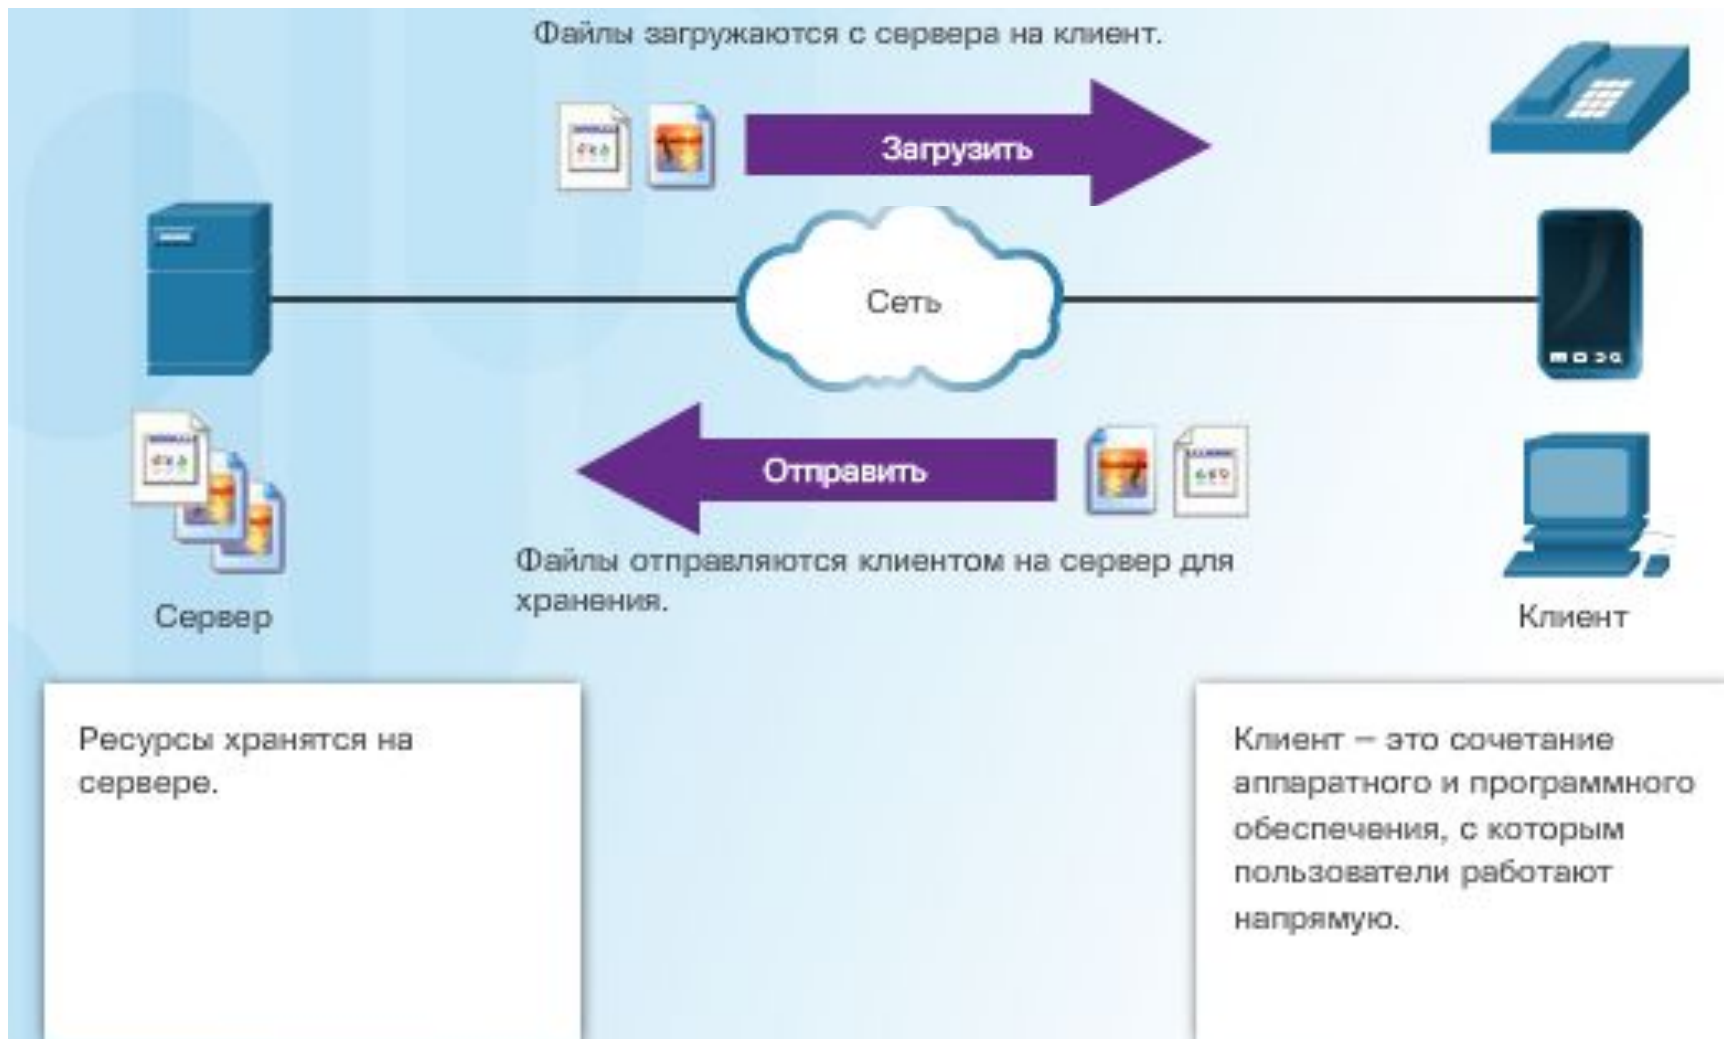 Файлы загружаются с сервера на клиент.
Загрузить
Сеть
Отправить
Файлы отправляются клиентом на сервер для
хранения.
Сервер
Клиент
Ресурсы хранятся на
сервере.
Клиент – это сочетание
аппаратного и программного
обеспечения, с которым
пользователи работают
напрямую.